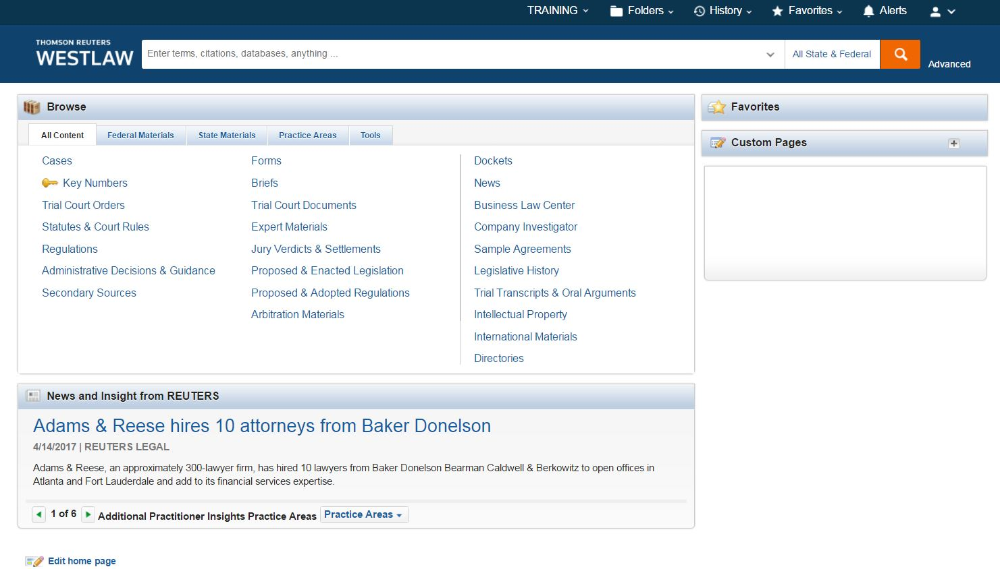 TRAINING
Folders
History
Favorites
Alerts
THOMSON REUTERS
WESTLAW
Enter terms, citations, databases, anything ...
All State & Federal
Advanced
Browse
All Content
Federal Materials
State Materials
Practice Areas
Tools
Cases
Key Numbers
Trial Court Orders
Statutes & Court Rules
Regulations
Administrative Decisions & Guidance
Secondary Sources
Forms
Briefs
Trial Court Documents
Expert Materials
Jury Verdicts & Settlements
Proposed & Enacted Legislation
Proposed & Adopted Regulations
Arbitration Materials
Dockets
News
Business Law Center
Company Investigator
Sample Agreements
Legislative History
Trial Transcripts & Oral Arguments
Intellectual Property
International Materials
Directories
Favorites
Custom Pages
News and Insight from REUTERS
Adams & Reese hires 10 attorneys from Baker Donelson
4/14/2017 | REUTERS LEGAL
Adams & Reese, an approximately 300-lawyer firm, has hired 10 lawyers from Baker Donelson Bearman Caldwell & Berkowitz to open offices in
Atlanta and Fort Lauderdale and add to its financial services expertise.
1 of 6
Additional Practitioner Insights Practice Areas
Practice Areas
Edit home page